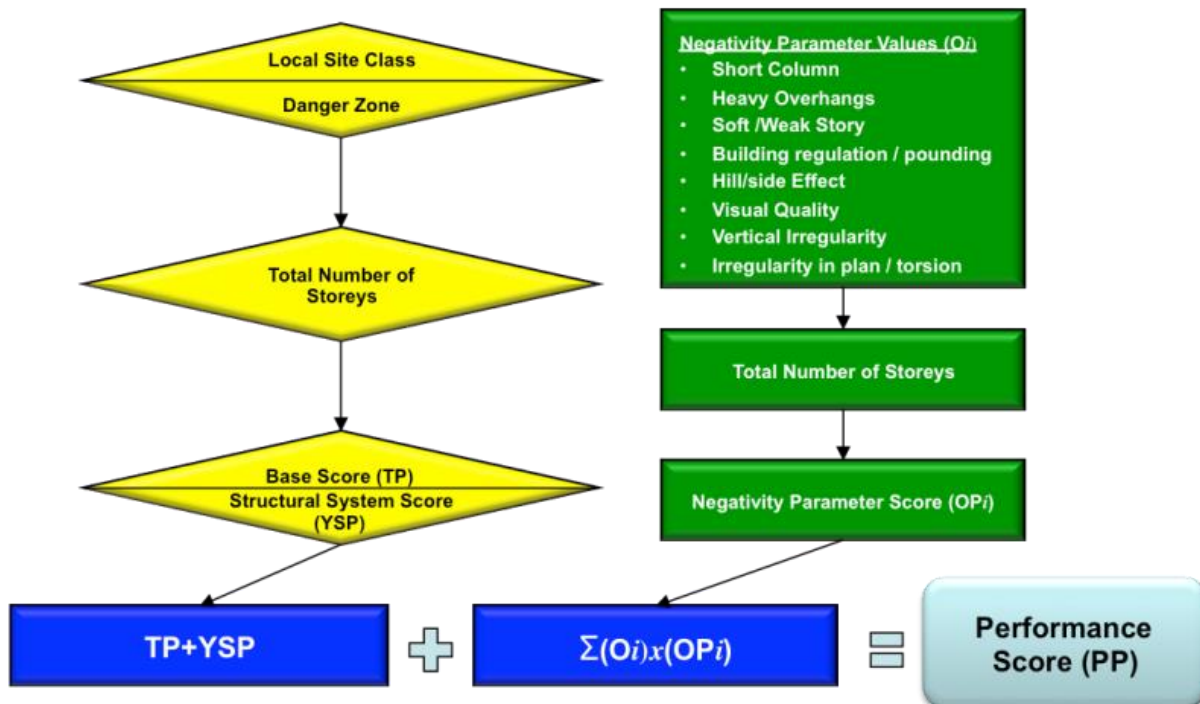 Local Site Class
Danger Zone
Total Number of
Storeys
Base Score (TP)
Structural System Score
(YSP)
Negativity Parameter Values (Oi)
• Short Column
• Heavy Overhangs
• Soft /Weak Story
• Building regulation / pounding
• Hill/side Effect
• Visual Quality
• Vertical Irregularity
• Irregularity in plan / torsion
Total Number of Storeys
Negativity Parameter Score (OPi)
TP+YSP
+
Σ(Oi)x(OPi)
=
Performance
Score (PP)